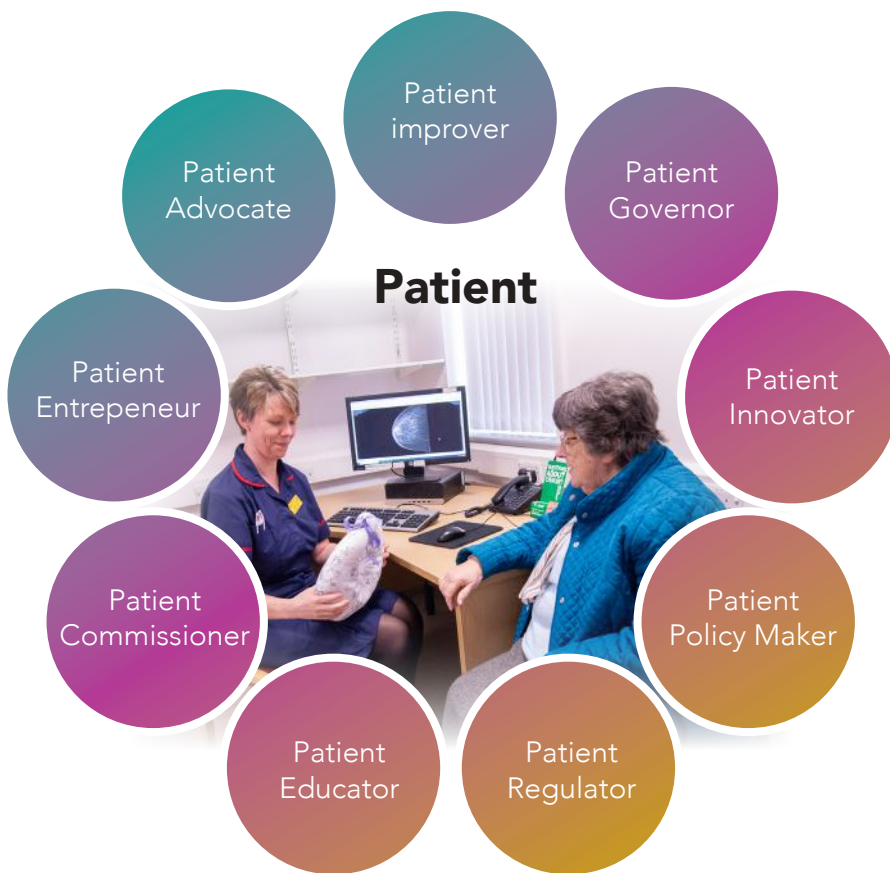 Patient
improver
Patient
Governor
Patient
Innovator
Patient
Policy Maker
Patient
Regulator
Patient
Educator
Patient
Commissioner
Patient
Entrepeneur
Patient
Advocate
Patient